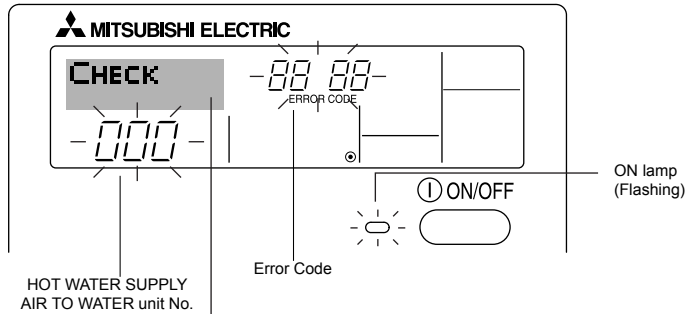 MITSUBISHI ELECTRIC
CHECK
88 88
ERROR CODE
000
ON/OFF
ON lamp
(Flashing)
Error Code
HOT WATER SUPPLY
AIR TO WATER unit No.